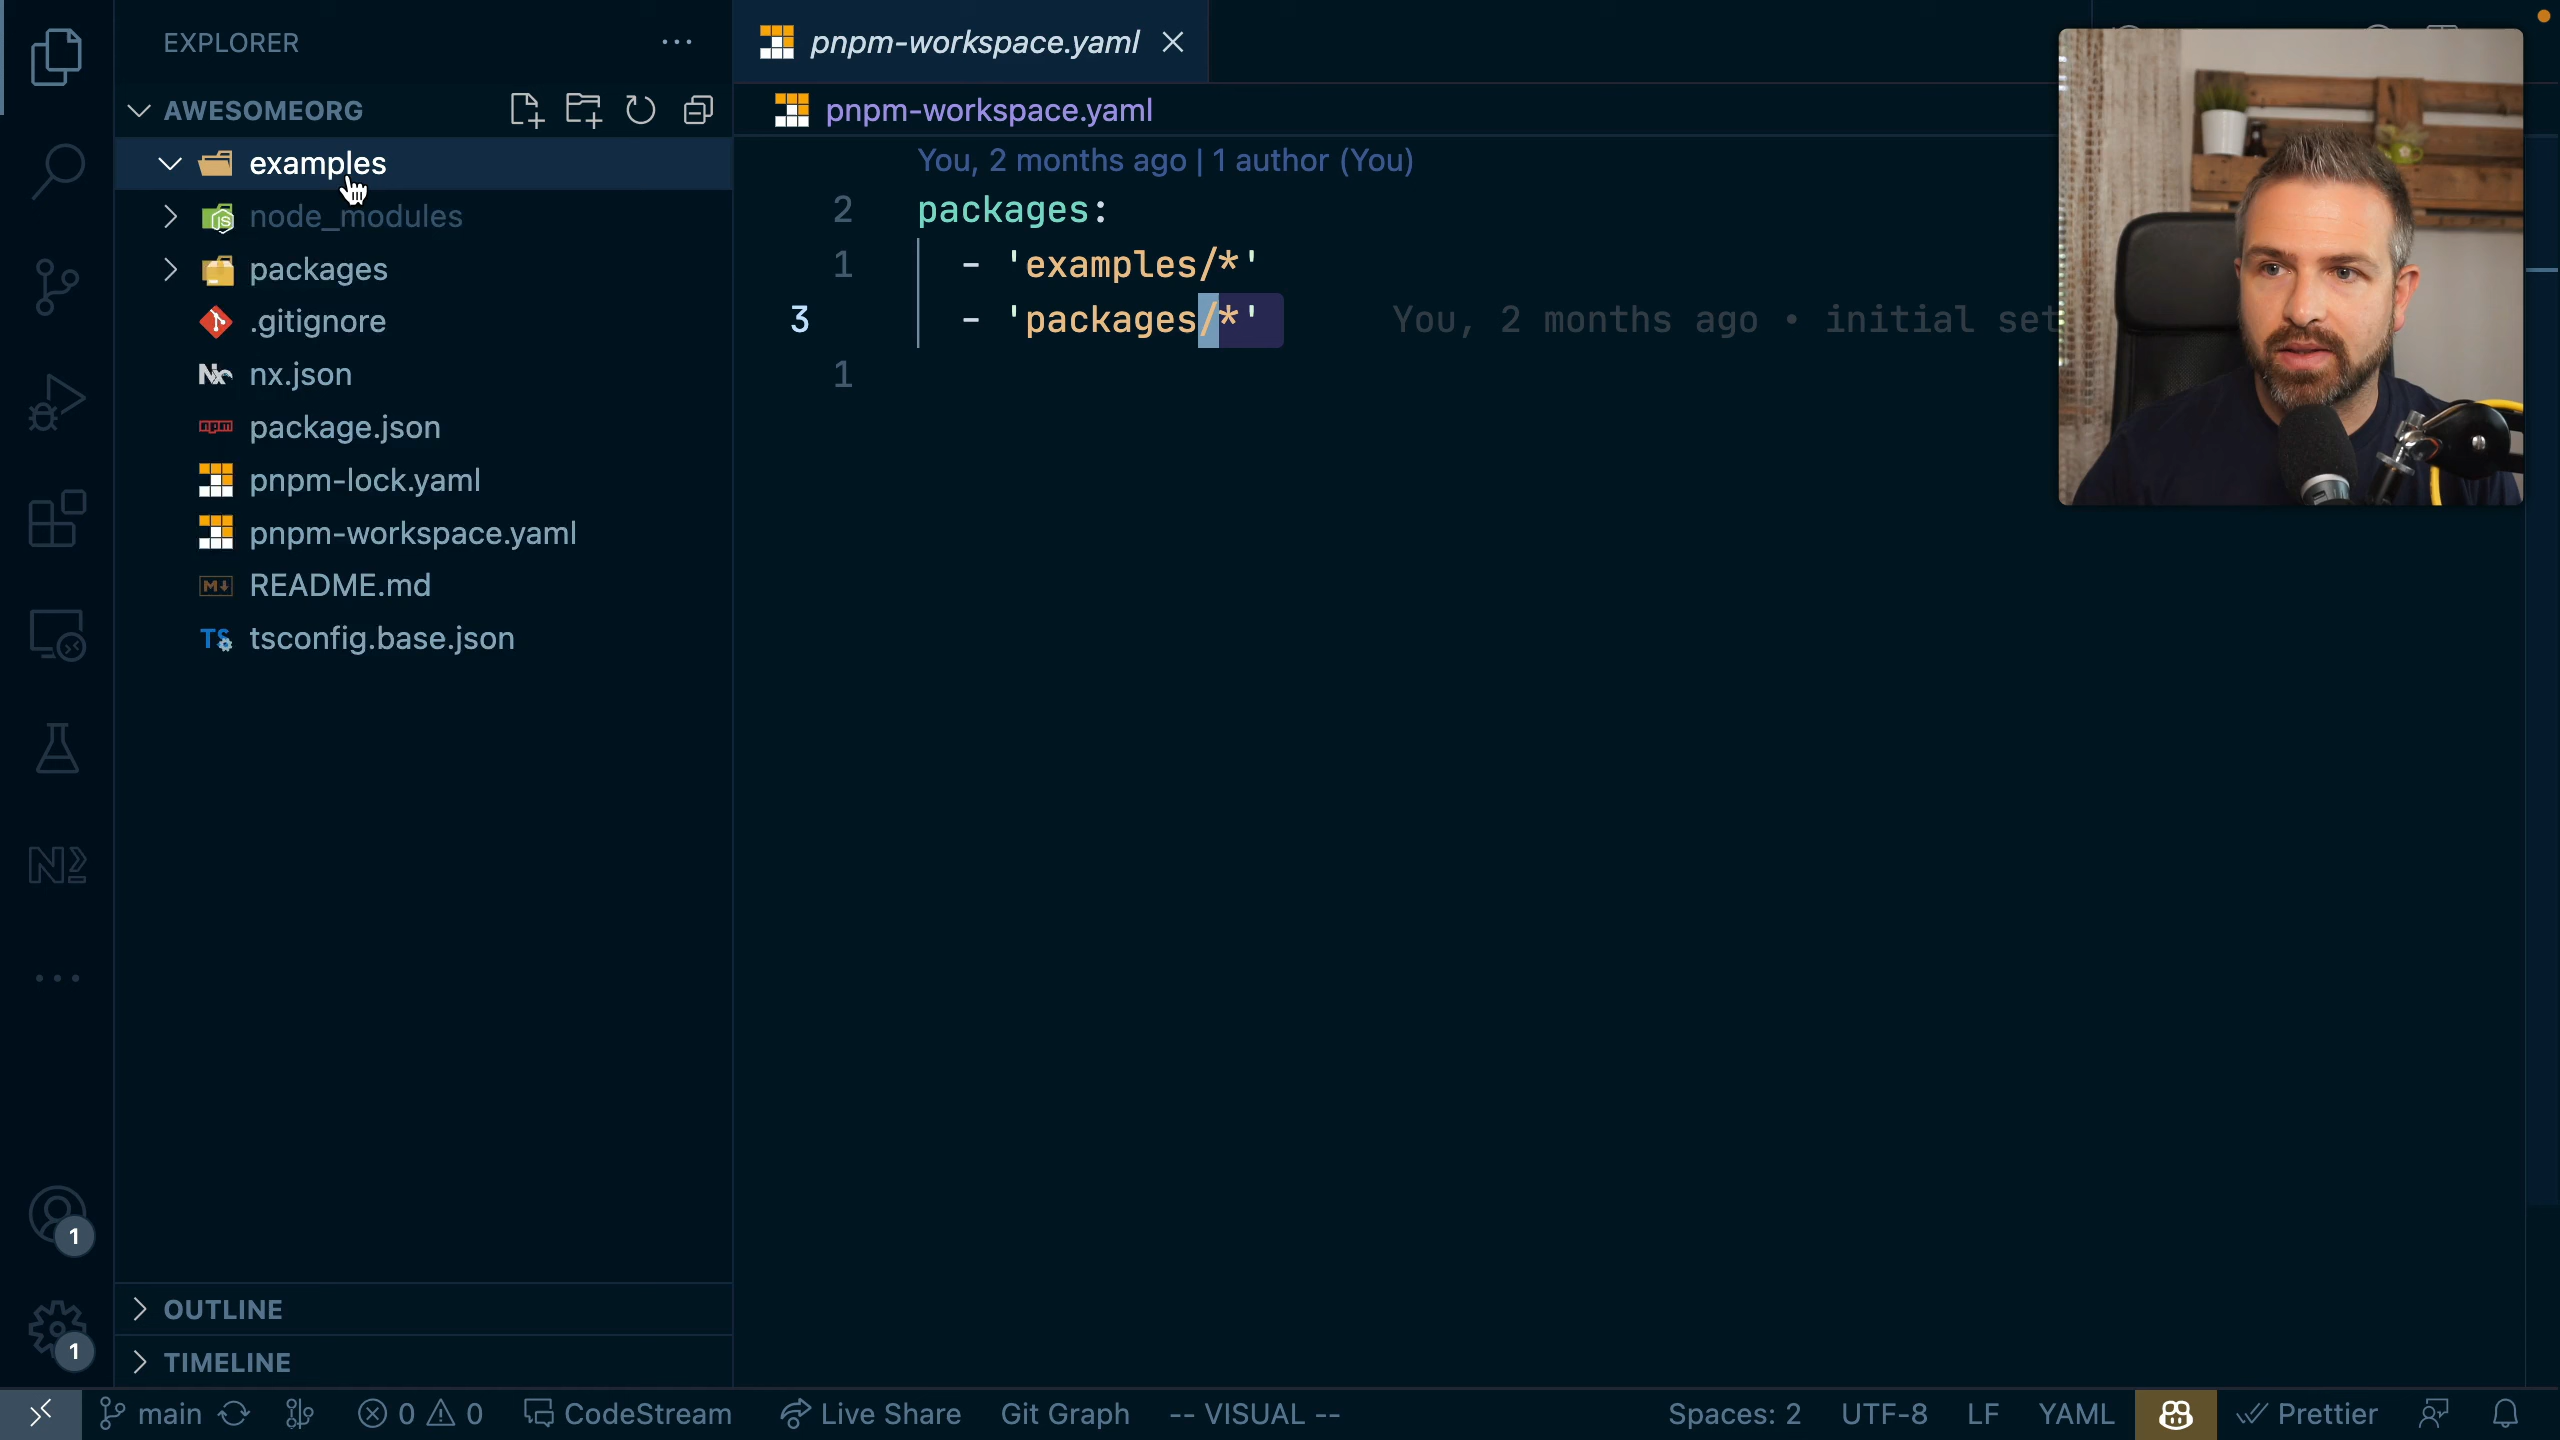 EXPLORER
AWESOMEORG
examples
node_modules
packages
.gitignore
nx.json
package.json
pnpm-lock.yaml
pnpm-workspace.yaml
README.md
tsconfig.base.json
OUTLINE
TIMELINE
1
1
pnpm-workspace.yaml
pnpm-workspace.yaml
You, 2 months ago | 1 author (You)
2 packages:
1 - 'examples/*'
3 - 'packages/*' You, 2 months ago • initial set
1
main 0 0 CodeStream Live Share Git Graph -- VISUAL -- Spaces: 2 UTF-8 LF YAML Prettier